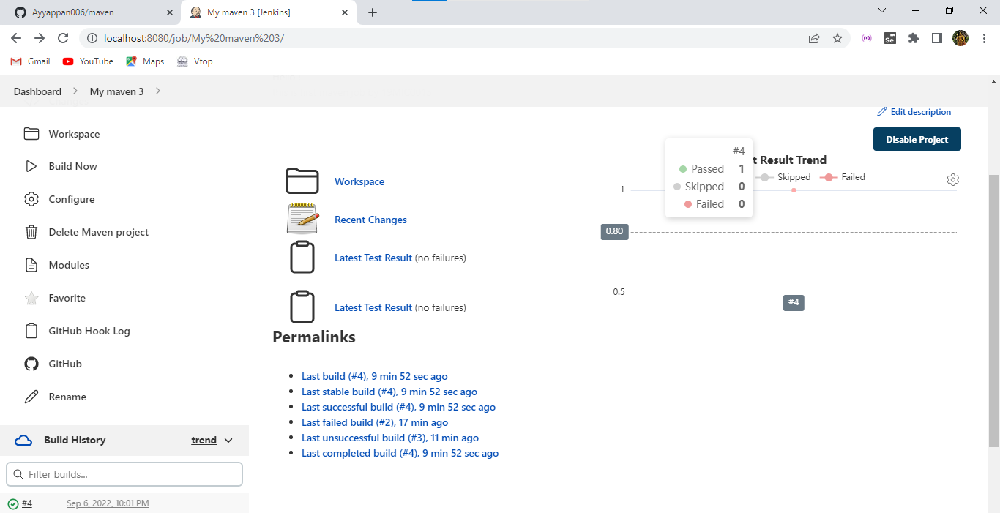 Ayyappan006/maven
My maven 3 [Jenkins]
localhost:8080/job/My%20maven%203/
Se
Gmail
YouTube
Maps
Vtop
Dashboard
My maven 3
Edit description
Disable Project
Workspace
Build Now
Configure
Delete Maven project
Modules
Favorite
GitHub Hook Log
GitHub
Rename
Build History
trend
Filter builds...
#4
Sep 6, 2022, 10:01 PM
Workspace
Recent Changes
Latest Test Result (no failures)
Latest Test Result (no failures)
t Result Trend
Skipped
Failed
#4
Passed 1
Skipped 0
Failed 0
1
0.80
0.5
#4
Permalinks
Last build (#4), 9 min 52 sec ago
Last stable build (#4), 9 min 52 sec ago
Last successful build (#4), 9 min 52 sec ago
Last failed build (#2), 17 min ago
Last unsuccessful build (#3), 11 min ago
Last completed build (#4), 9 min 52 sec ago